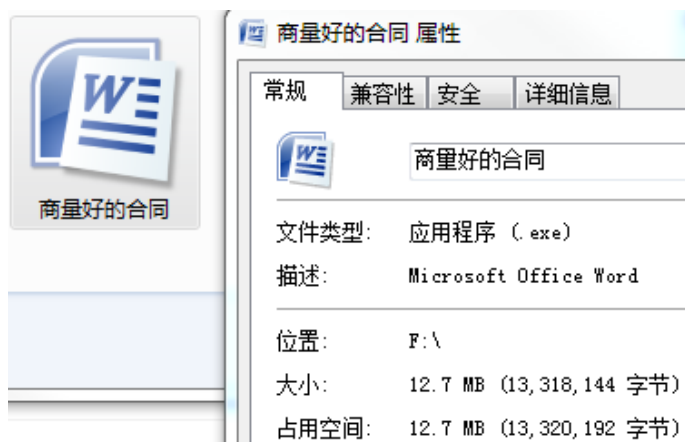 商量好的合同 属性
常规 兼容性 安全 详细信息
商量好的合同
商量好的合同
文件类型: 应用程序 (.exe)
描述: Microsoft Office Word
位置: F:\
大小: 12.7 MB (13,318,144 字节)
占用空间: 12.7 MB (13,320,192 字节)